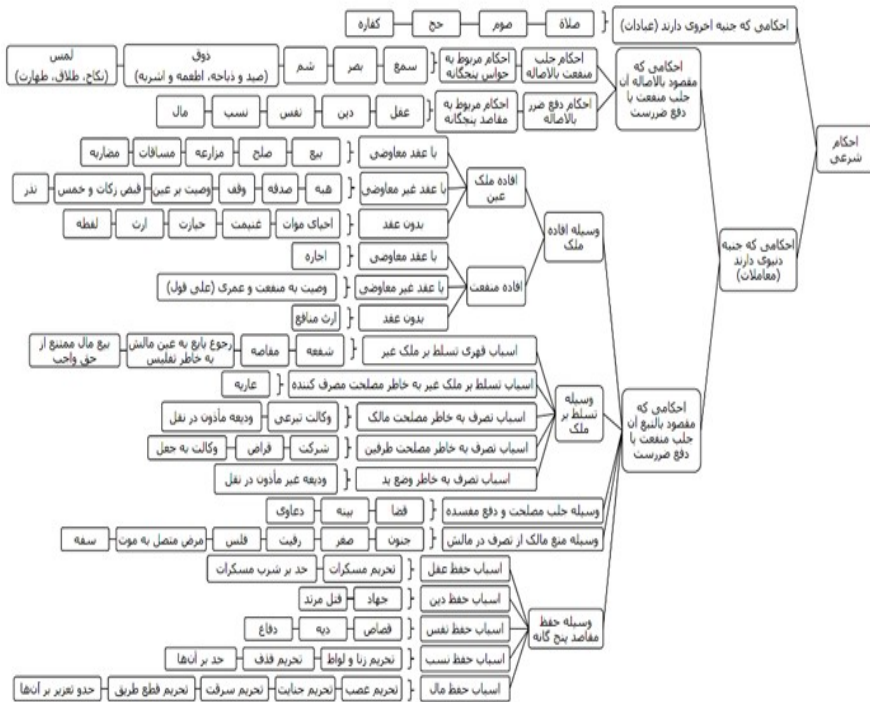 احکام
شرعی
احکامی که جنبه اخروی دارند (عبادات)
صلاة
صوم
حج
کفاره
احکامی که جنبه
دنیوی دارند
(معاملات)
احکامی که
مقصود بالاصاله آن
جلب منفعت یا
دفع ضررست
احکام جلب
منفعت بالاصاله
احکام مربوط به
حواس پنجگانه
سمع
بصر
شم
ذوق
(صید و ذباحه، اطعمه و اشربه)
لمس
(نکاح، طلاق، طهارت)
احکام دفع ضرر
بالاصاله
احکام مربوط به
مقاصد پنجگانه
عقل
دین
نفس
نسب
مال
احکامی که
مقصود بالتبع آن
جلب منفعت یا
دفع ضررست
وسیله افاده
ملک
افاده ملک
عین
با عقد معاوضی
بیع
صلح
مزارعه
مساقات
مضاربه
با عقد غیر معاوضی
هبه
صدقه
وقف
وصیت بر عین
قبض زکات و خمس
نذر
بدون عقد
احیای موات
غنیمت
حیازت
ارث
لقطه
افاده منفعت
با عقد معاوضی
اجاره
با عقد غیر معاوضی
وصیت به منفعت و عمری (علی قول)
بدون عقد
ارث منافع
وسیله
تسلط بر
ملک
اسباب قهری تسلط بر ملک غیر
شفعه
مقاصه
رجوع بایع به عین مالش
به خاطر تفلیس
بیع مال ممتنع از
حق واجب
اسباب تسلط بر ملک غیر به خاطر مصلحت مصرف کننده
عاریه
اسباب تصرف به خاطر مصلحت مالک
وکالت تبرعی
ودیعه مأذون در نقل
اسباب تصرف به خاطر مصلحت طرفین
شرکت
قراض
وکالت به جعل
اسباب تصرف به خاطر وضع ید
ودیعه غیر مأذون در نقل
وسیله جلب مصلحت و دفع مفسده
قضا
بینه
دعاوی
وسیله منع مالک از تصرف در مالش
جنون
صغر
رقیت
فلس
مرض متصل به موت
سفه
وسیله حفظ
مقاصد پنج گانه
اسباب حفظ عقل
تحریم مسکرات
حد بر شرب مسکرات
اسباب حفظ دین
جهاد
قتل مرتد
اسباب حفظ نفس
قصاص
دیه
دفاع
اسباب حفظ نسب
تحریم زنا و لواط
تحریم قذف
حد بر آن‌ها
اسباب حفظ مال
تحریم غصب
تحریم جنایت
تحریم سرقت
تحریم قطع طریق
حدو تعزیر بر آن‌ها